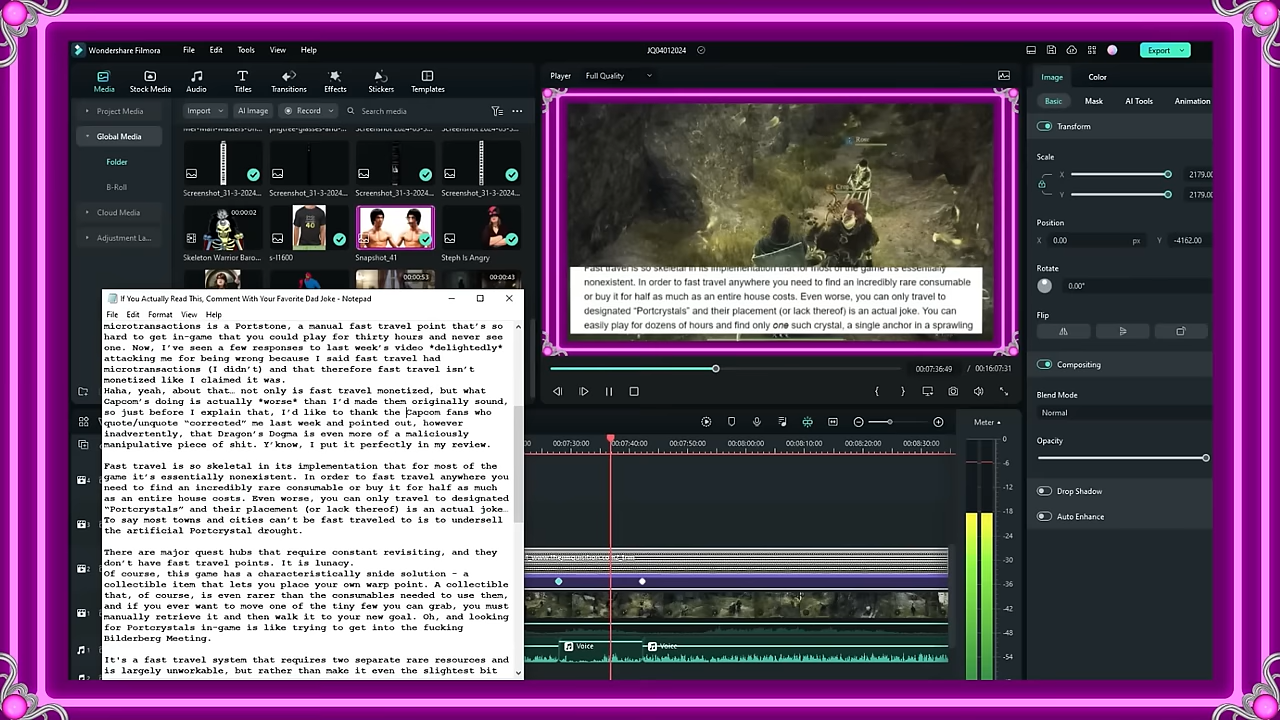 Wondershare Filmora
File Edit Tools View Help
JQ04012024
Export
Media Stock Media Audio Titles Transitions Effects Stickers Templates
Player Full Quality
Image Color
Project Media
Import AI Image Record Search media
Basic Mask AI Tools Animation
Global Media
Transform
Folder
Screenshot_31-3-2024... Screenshot_31-3-2024... Screenshot_31-3-2024... Screenshot_31-3-2024...
B-Roll
Cloud Media
Adjustment La...
00:00:02
Skeleton Warrior Baro... s-l1600 Snapshot_41 Steph Is Angry
00:00:53 00:00:43
Scale
X 2179.00
Y 2179.00
Position
X 0.00 px Y -4162.00
Rotate
0.00°
Flip
Compositing
Blend Mode
Normal
Opacity
Drop Shadow
Auto Enhance
Fast travel is so skeletal in its implementation that for most of the game it's essentially
nonexistent. In order to fast travel anywhere you need to find an incredibly rare consumable
or buy it for half as much as an entire house costs. Even worse, you can only travel to
designated "Portcrystals" and their placement (or lack thereof) is an actual joke. You can
easily play for dozens of hours and find only one such crystal, a single anchor in a sprawling
00:07:36:49 / 00:16:07:31
If You Actually Read This, Comment With Your Favorite Dad Joke - Notepad
File Edit Format View Help
microtransactions is a Portstone, a manual fast travel point that's so
hard to get in-game that you could play for thirty hours and never see
one. Now, I've seen a few responses to last week's video *delightedly*
attacking me for being wrong because I said fast travel had
microtransactions (I didn't) and that therefore fast travel isn't
monetized like I claimed it was.
Haha, yeah, about that… not only is fast travel monetized, but what
Capcom's doing is actually *worse* than I'd made them originally sound,
so just before I explain that, I'd like to thank the Capcom fans who
quote/unquote "corrected" me last week and pointed out, however
inadvertently, that Dragon's Dogma is even more of a maliciously
manipulative piece of shit. Y'know, I put it perfectly in my review.
Fast travel is so skeletal in its implementation that for most of the
game it's essentially nonexistent. In order to fast travel anywhere you
need to find an incredibly rare consumable or buy it for half as much
as an entire house costs. Even worse, you can only travel to designated
"Portcrystals" and their placement (or lack thereof) is an actual joke…
To say most towns and cities can't be fast traveled to is to undersell
the artificial Portcrystal drought.
There are major quest hubs that require constant revisiting, and they
don't have fast travel points. It is lunacy.
Of course, this game has a characteristically snide solution - a
collectible item that lets you place your own warp point. A collectible
that, of course, is even rarer than the consumables needed to use them,
and if you ever want to move one of the tiny few you can grab, you must
manually retrieve it and then walk it to your new goal. Oh, and looking
for Portcrystals in-game is like trying to get into the fucking
Bilderberg Meeting.
It's a fast travel system that requires two separate rare resources and
is largely unworkable, but rather than make it even the slightest bit
Meter
00:07:30:00 00:07:40:00 00:07:50:00 00:08:00:00 00:08:10:00 00:08:20:00 00:08:30:00
0
-6
-12
-18
-24
-30
-36
-42
-48
-54
Voice Voice